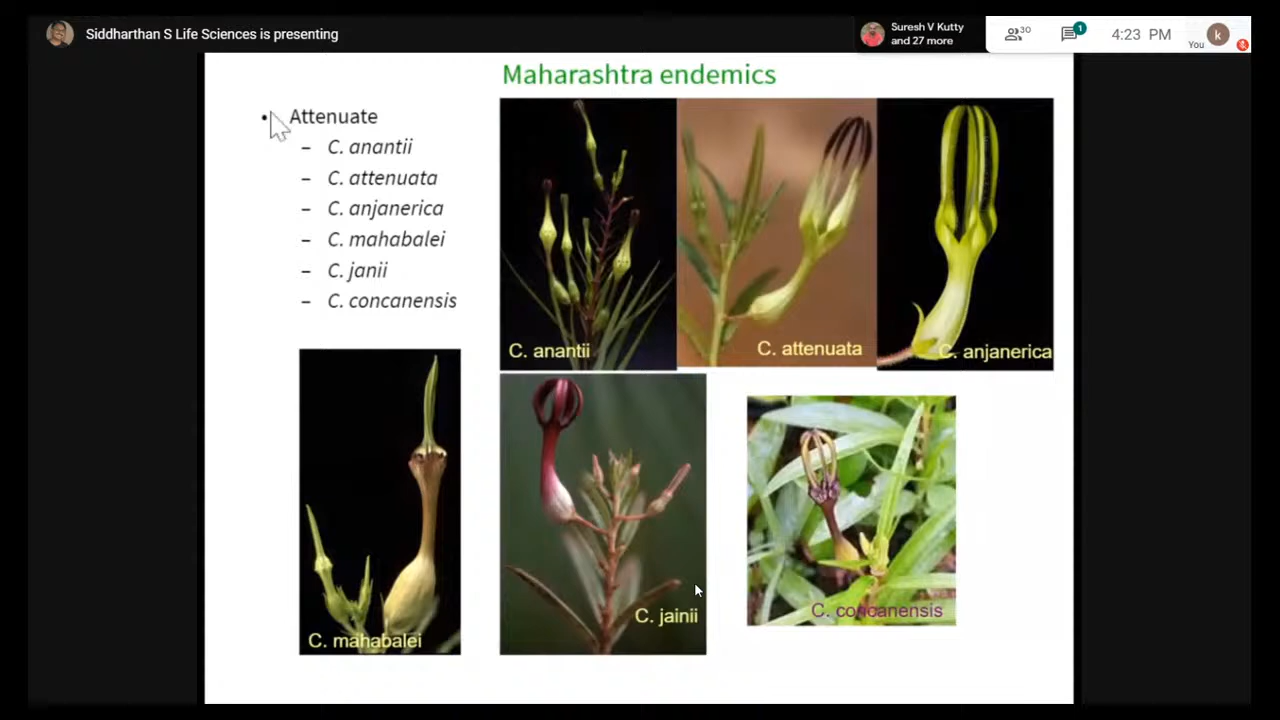 Siddharthan S Life Sciences is presenting
Suresh V Kutty
and 27 more
30
1
4:23 PM
You
k
Maharashtra endemics
• Attenuate
– C. anantii
– C. attenuata
– C. anjanerica
– C. mahabalei
– C. janii
– C. concanensis
C. anantii
C. attenuata
C. anjanerica
C. mahabalei
C. jainii
C. concanensis